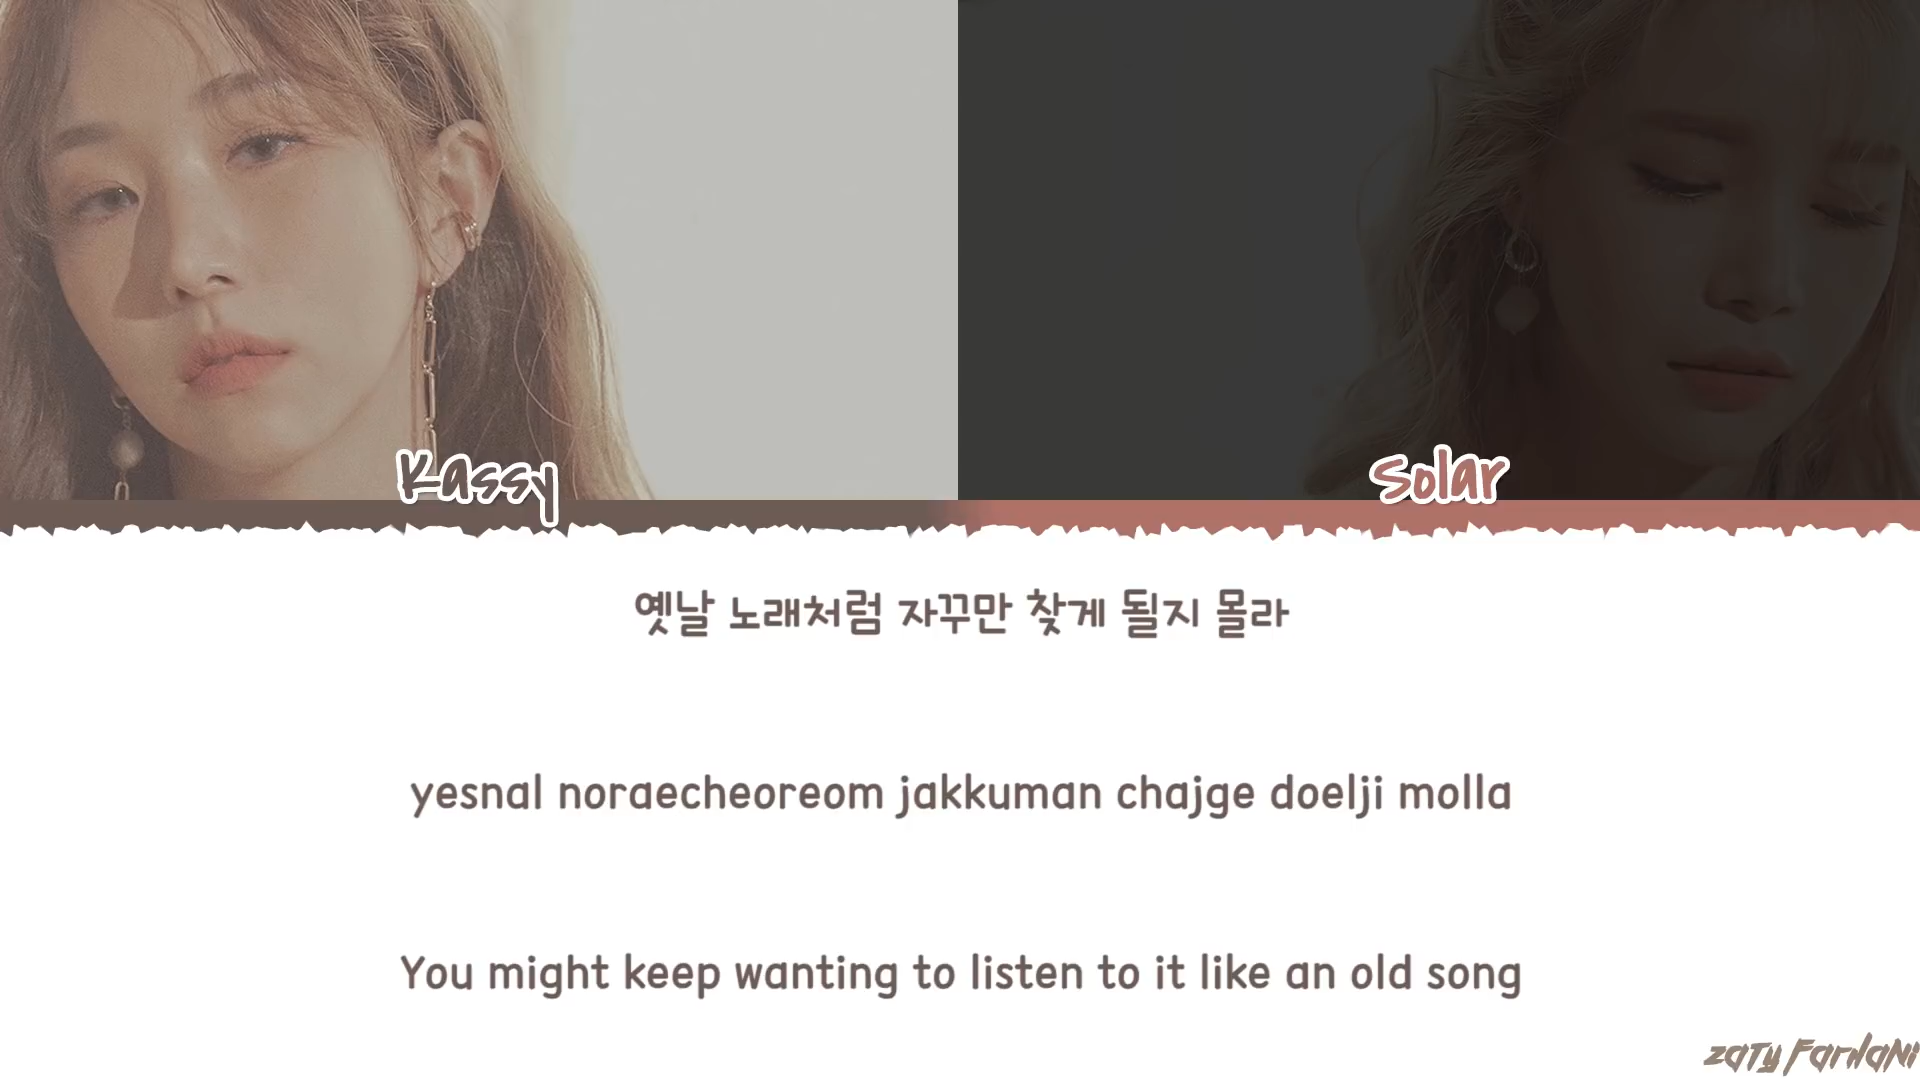 Kassy
Solar
옛날 노래처럼 자꾸만 찾게 될지 몰라
yesnal noraecheoreom jakkuman chajge doelji molla
You might keep wanting to listen to it like an old song
ZATY FARHANI